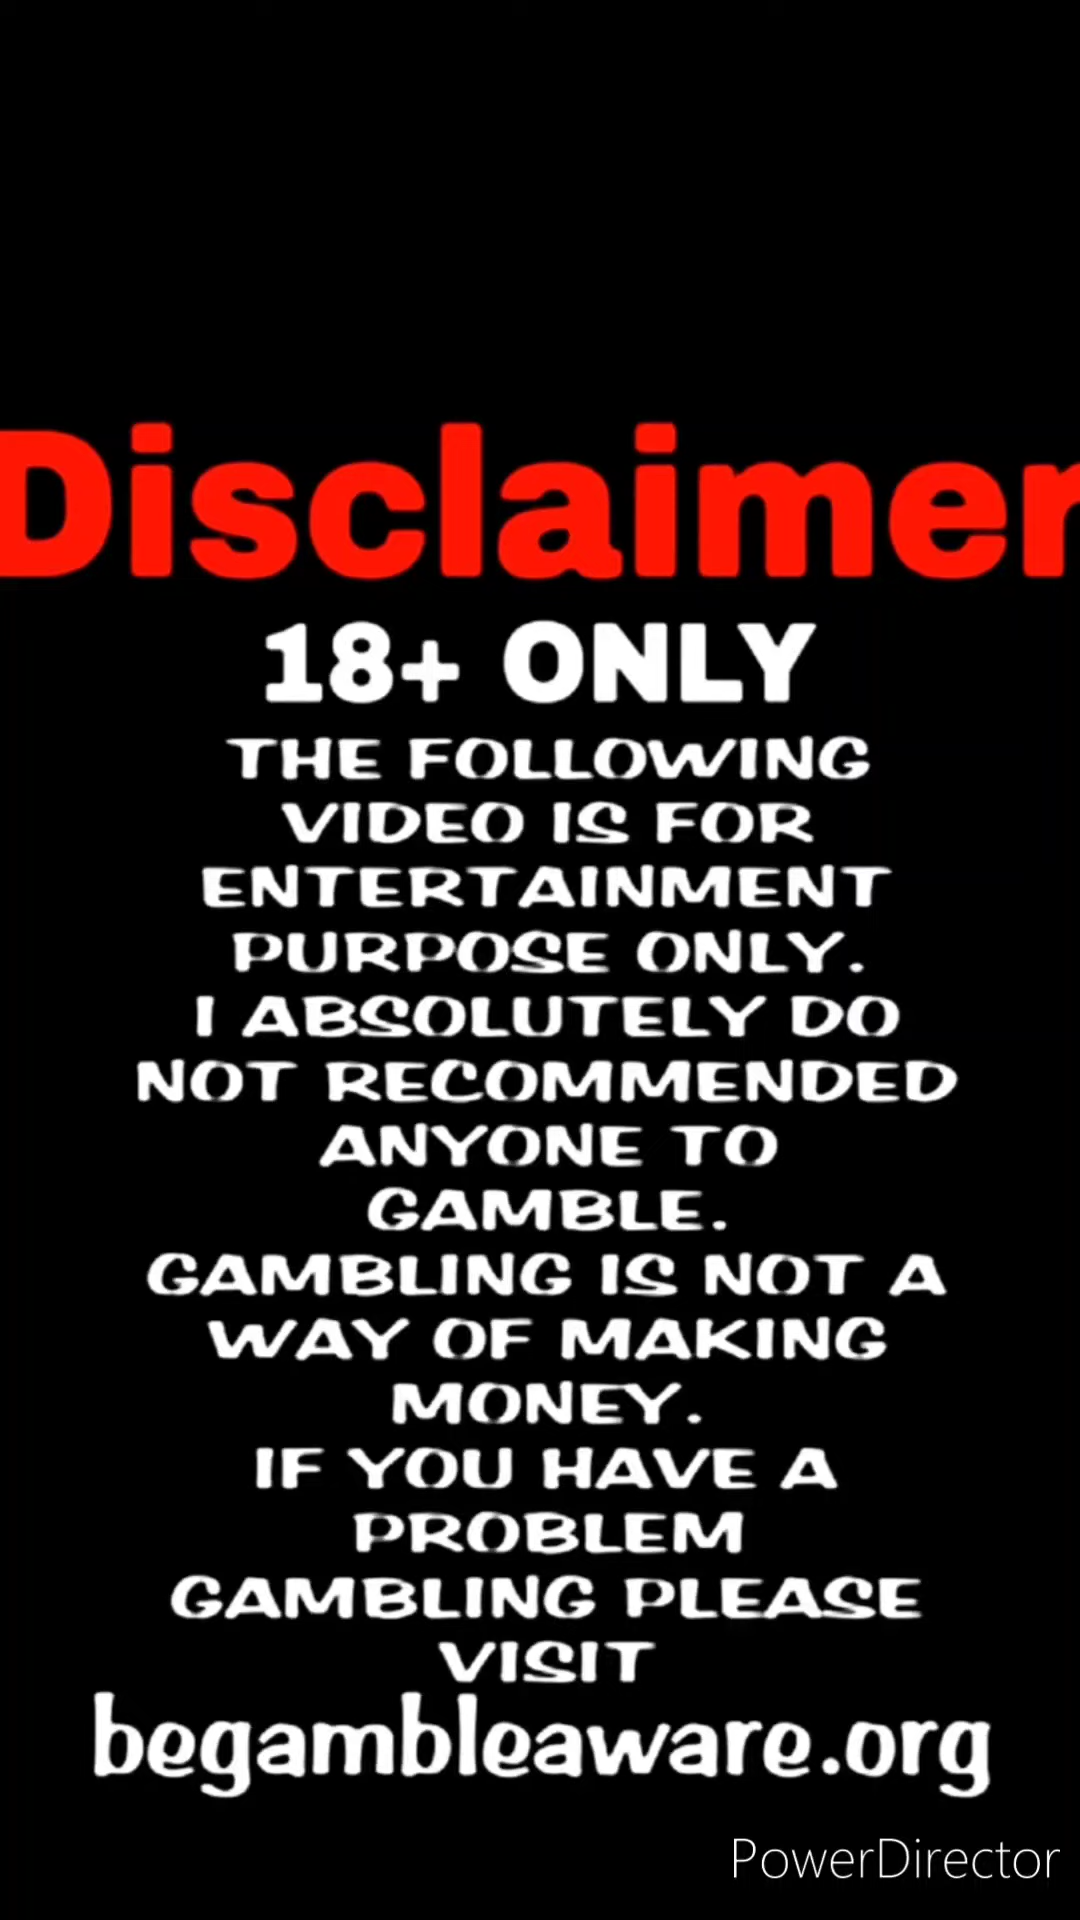 Disclaimer
18+ ONLY
THE FOLLOWING
VIDEO IS FOR
ENTERTAINMENT
PURPOSE ONLY.
I ABSOLUTELY DO
NOT RECOMMENDED
ANYONE TO
GAMBLE.
GAMBLING IS NOT A
WAY OF MAKING
MONEY.
IF YOU HAVE A
PROBLEM
GAMBLING PLEASE
VISIT
begambleaware.org
PowerDirector